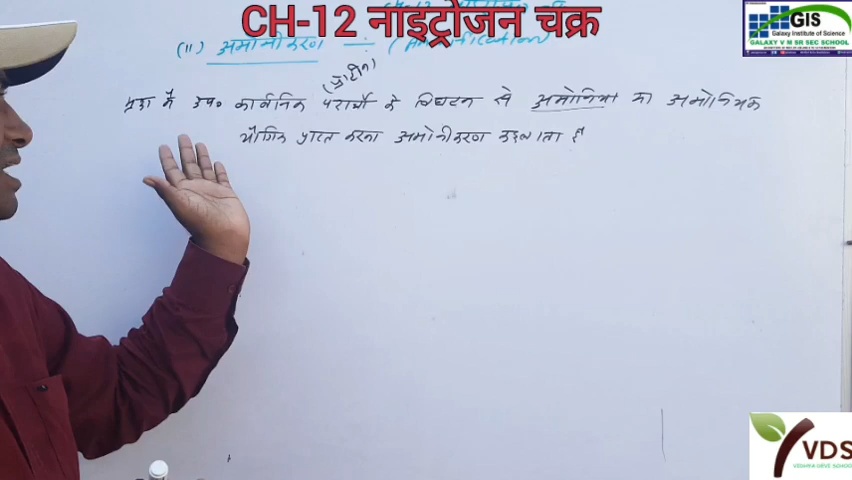 CH-12 नाइट्रोजन चक्र
(II) अमोनीकरण ÷ (Ammonification)
(प्रोटीन)
मृदा में उप० कार्बनिक पदार्थों के विघटन से अमोनिया का अमोनियिक
यौगिक प्राप्त करना अमोनीकरण कहलाता है
GIS
Galaxy Institute of Science
GALAXY V M SR SEC SCHOOL
VDS